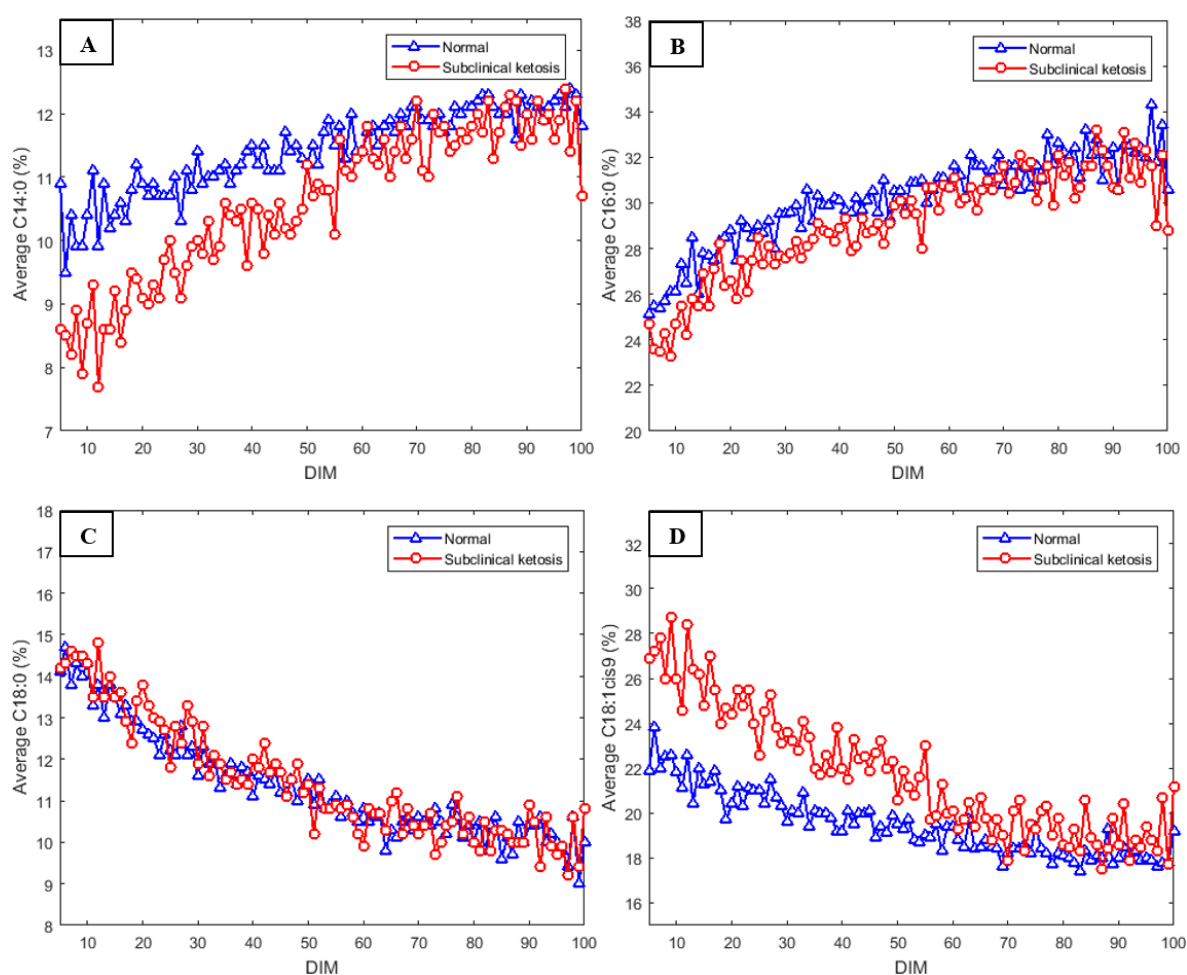 A
Normal
Subclinical ketosis
13
12
11
10
9
8
7
Average C14:0 (%)
10 20 30 40 50 60 70 80 90 100
DIM
B
Normal
Subclinical ketosis
38
36
34
32
30
28
26
24
22
20
Average C16:0 (%)
10 20 30 40 50 60 70 80 90 100
DIM
C
Normal
Subclinical ketosis
18
17
16
15
14
13
12
11
10
9
8
Average C18:0 (%)
10 20 30 40 50 60 70 80 90 100
DIM
D
Normal
Subclinical ketosis
32
30
28
26
24
22
20
18
16
Average C18:1cis9 (%)
10 20 30 40 50 60 70 80 90 100
DIM